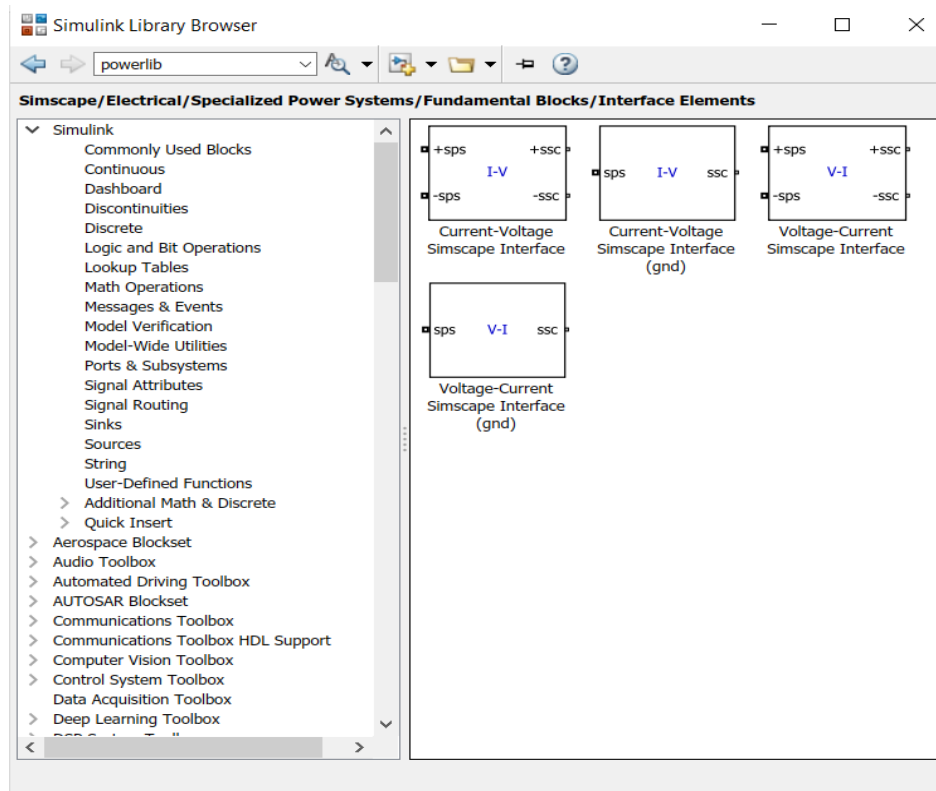 Simulink Library Browser
powerlib
Simscape/Electrical/Specialized Power Systems/Fundamental Blocks/Interface Elements
Simulink
Commonly Used Blocks
Continuous
Dashboard
Discontinuities
Discrete
Logic and Bit Operations
Lookup Tables
Math Operations
Messages & Events
Model Verification
Model-Wide Utilities
Ports & Subsystems
Signal Attributes
Signal Routing
Sinks
Sources
String
User-Defined Functions
Additional Math & Discrete
Quick Insert
Aerospace Blockset
Audio Toolbox
Automated Driving Toolbox
AUTOSAR Blockset
Communications Toolbox
Communications Toolbox HDL Support
Computer Vision Toolbox
Control System Toolbox
Data Acquisition Toolbox
Deep Learning Toolbox
+sps +ssc
I-V
-sps -ssc
Current-Voltage
Simscape Interface
sps I-V ssc
Current-Voltage
Simscape Interface
(gnd)
+sps +ssc
V-I
-sps -ssc
Voltage-Current
Simscape Interface
sps V-I ssc
Voltage-Current
Simscape Interface
(gnd)